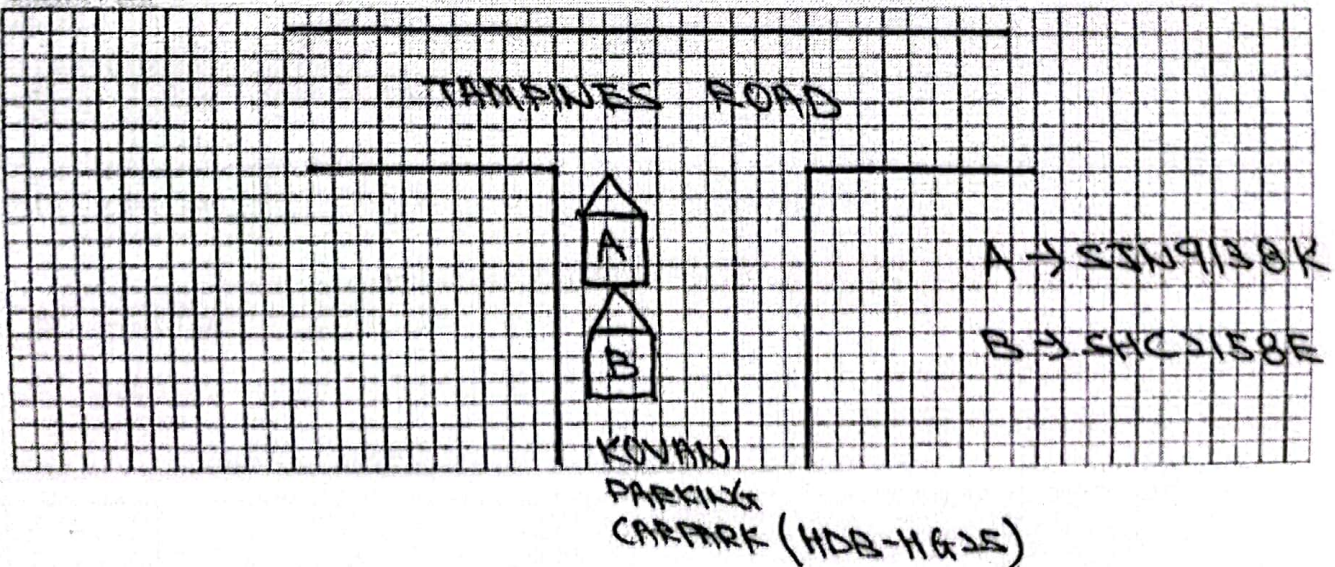 TAMPINES ROAD
A
A → SJN9138K
B
B → SHC2158E
KOVAN
PARKING
CARPARK (HDB-HG25)